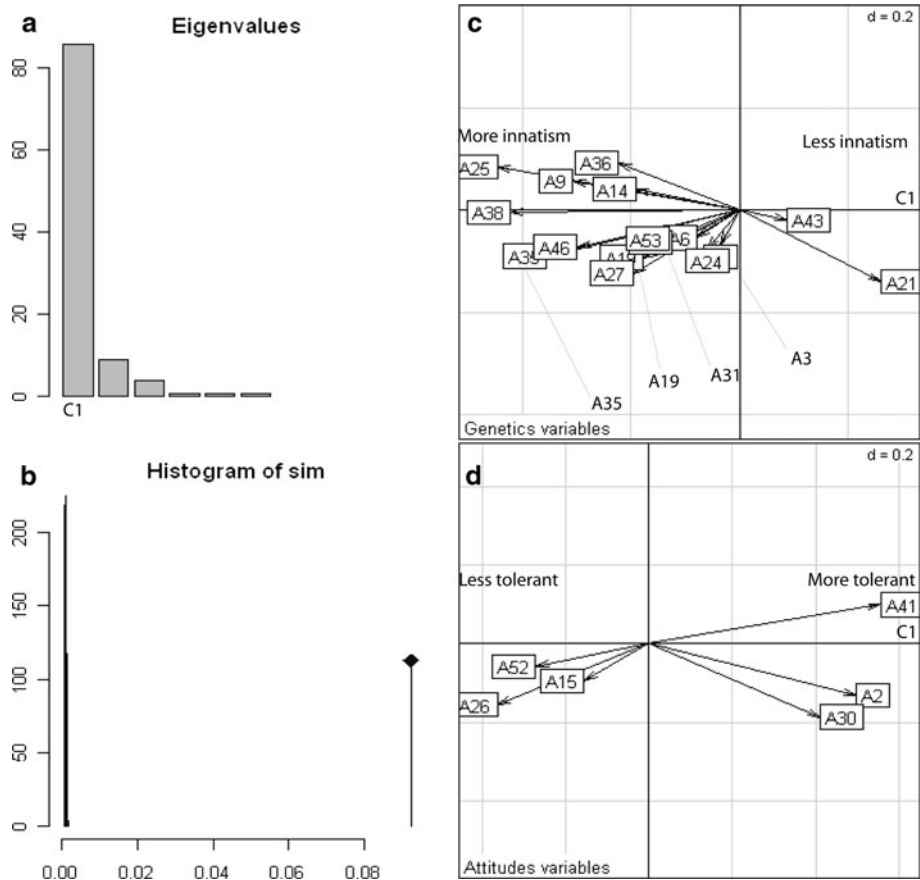 a
Eigenvalues
80
60
40
20
0
C1
b
Histogram of sim
200
150
100
50
0
0.00 0.02 0.04 0.06 0.08
c
d = 0.2
More innatism
Less innatism
A36
A25
A9
A14
C1
A38
A43
A53
A6
A46
A24
A27
A21
A3
A31
A19
A35
Genetics variables
d
d = 0.2
Less tolerant
More tolerant
A41
C1
A52
A15
A26
A2
A30
Attitudes variables